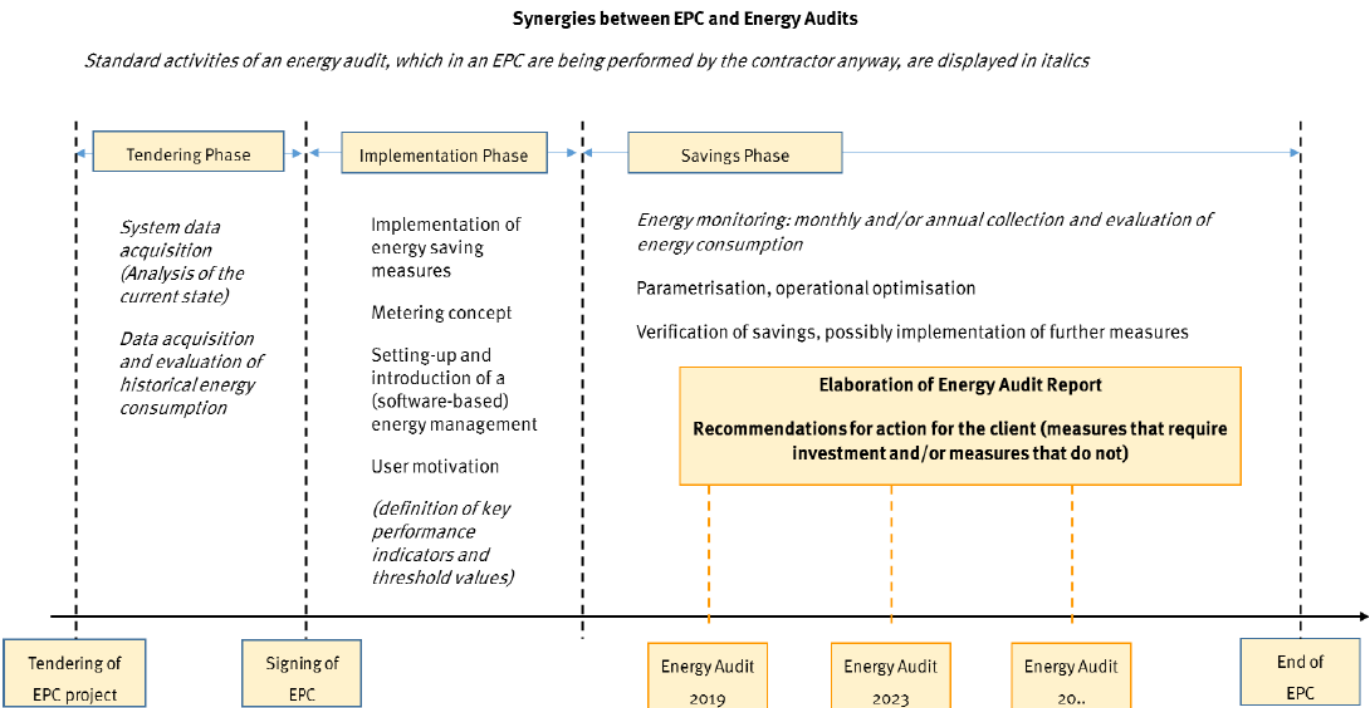 Synergies between EPC and Energy Audits
Standard activities of an energy audit, which in an EPC are being performed by the contractor anyway, are displayed in italics
Tendering Phase
Implementation Phase
Savings Phase
System data
acquisition
(Analysis of the
current state)
Data acquisition
and evaluation of
historical energy
consumption
Implementation of
energy saving
measures
Metering concept
Setting-up and
introduction of a
(software-based)
energy management
User motivation
(definition of key
performance
indicators and
threshold values)
Energy monitoring: monthly and/or annual collection and evaluation of
energy consumption
Parametrisation, operational optimisation
Verification of savings, possibly implementation of further measures
Elaboration of Energy Audit Report
Recommendations for action for the client (measures that require
investment and/or measures that do not)
Tendering of
EPC project
Signing of
EPC
Energy Audit
2019
Energy Audit
2023
Energy Audit
20..
End of
EPC